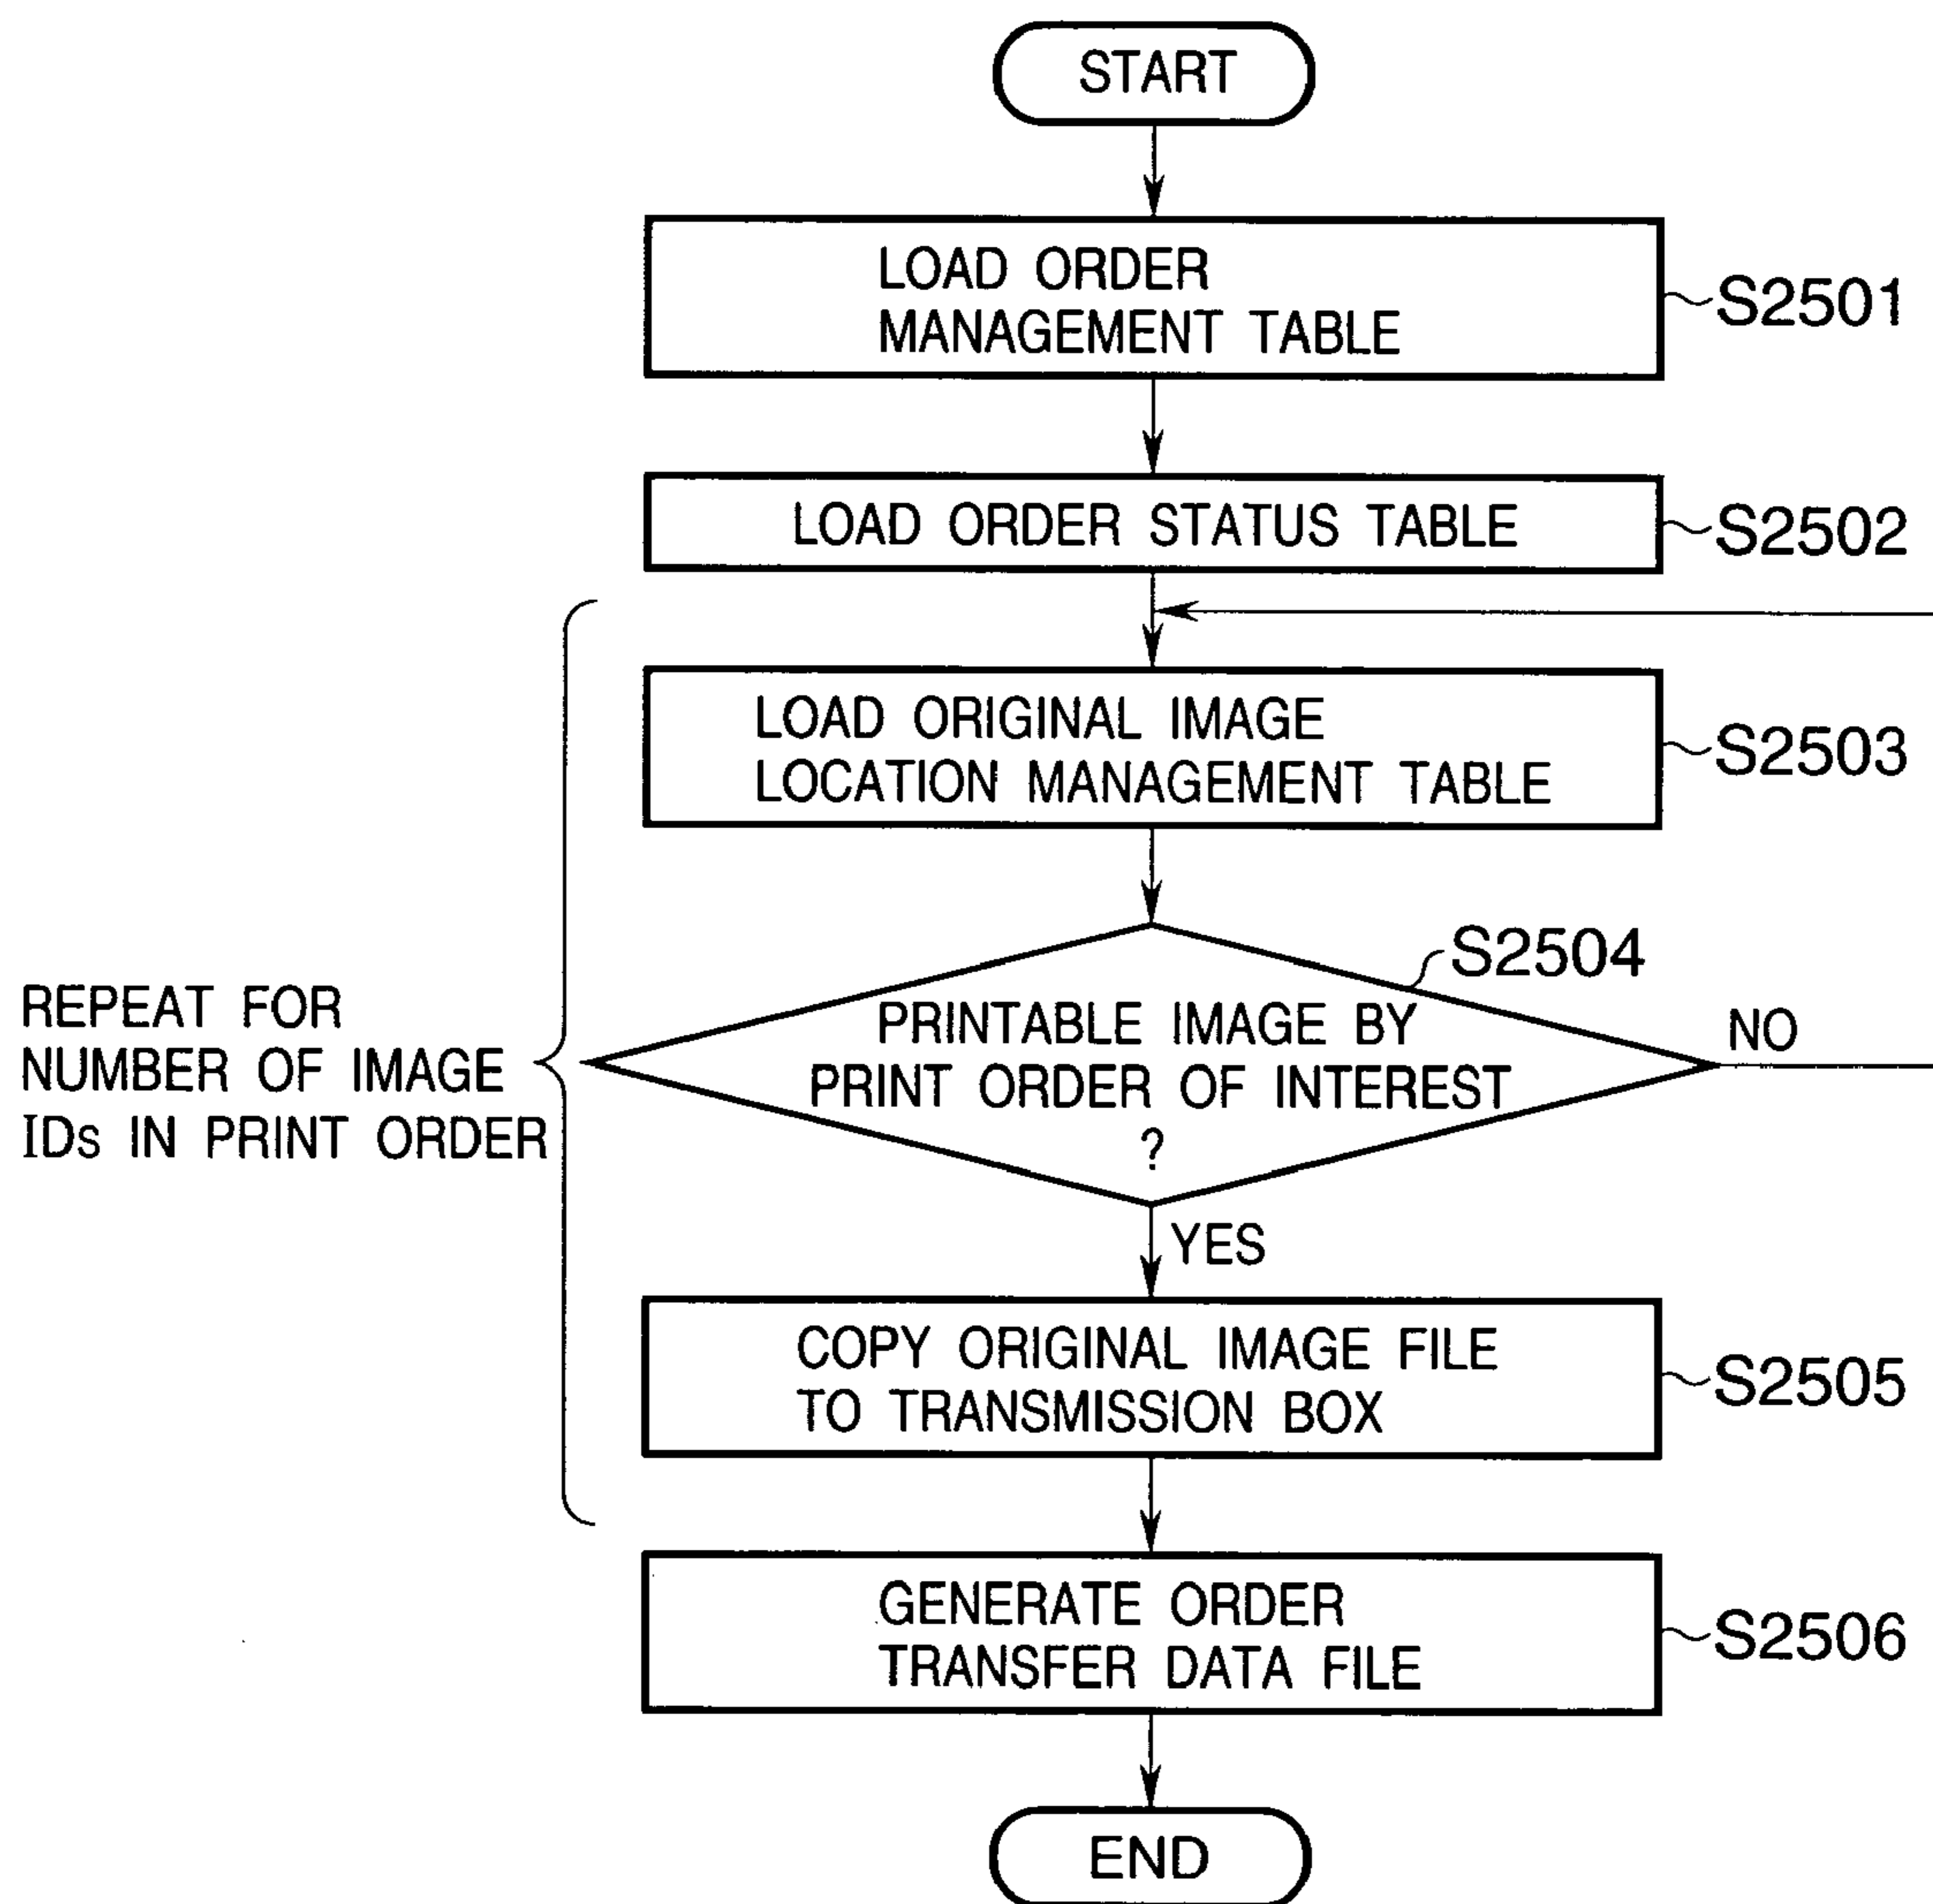 START
LOAD ORDER
MANAGEMENT TABLE
S2501
LOAD ORDER STATUS TABLE
S2502
LOAD ORIGINAL IMAGE
LOCATION MANAGEMENT TABLE
S2503
S2504
PRINTABLE IMAGE BY
PRINT ORDER OF INTEREST
?
NO
REPEAT FOR
NUMBER OF IMAGE
IDs IN PRINT ORDER
YES
COPY ORIGINAL IMAGE FILE
TO TRANSMISSION BOX
S2505
GENERATE ORDER
TRANSFER DATA FILE
S2506
END